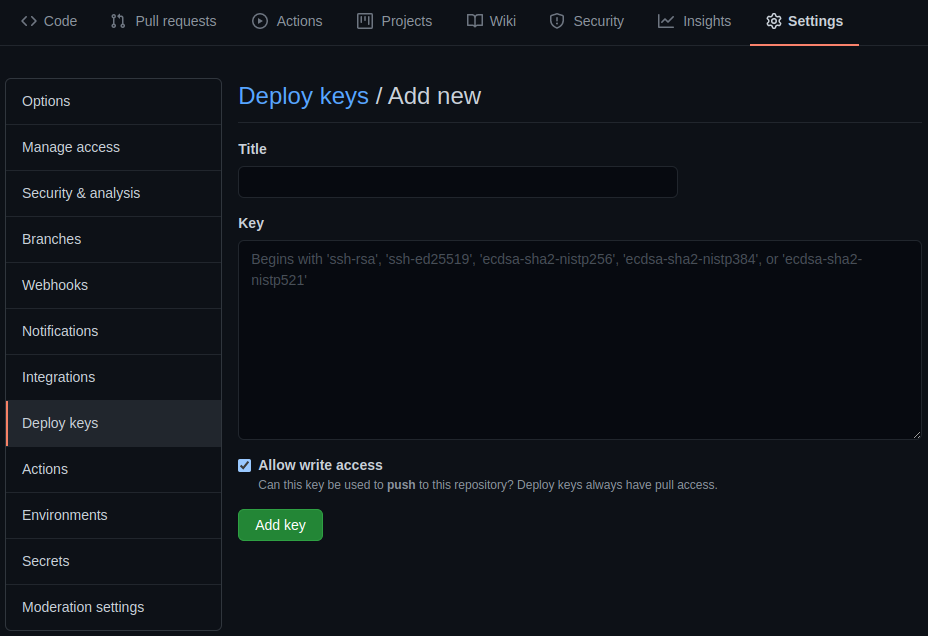 Code Pull requests Actions Projects Wiki Security Insights Settings
Options
Manage access
Security & analysis
Branches
Webhooks
Notifications
Integrations
Deploy keys
Actions
Environments
Secrets
Moderation settings
Deploy keys / Add new
Title
Key
Begins with 'ssh-rsa', 'ssh-ed25519', 'ecdsa-sha2-nistp256', 'ecdsa-sha2-nistp384', or 'ecdsa-sha2-
nistp521'
Allow write access
Can this key be used to push to this repository? Deploy keys always have pull access.
Add key